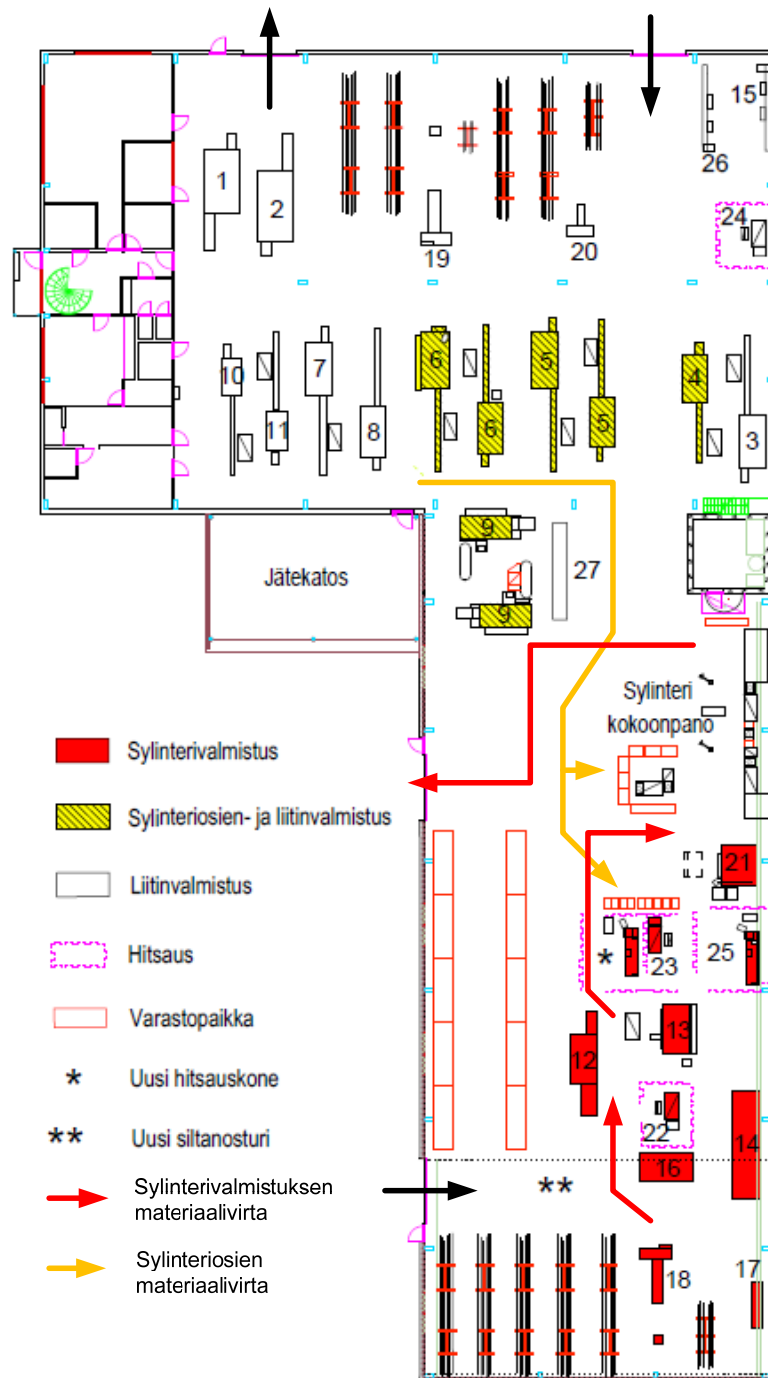 15
26
1
2
24
19
20
10
7
6
5
4
11
8
6
5
3
9
27
Jätekatos
9
Sylinteri
kokoonpano
Sylinterivalmistus
Sylinteriosien- ja liitinvalmistus
21
Liitinvalmistus
Hitsaus
*
23
25
Varastopaikka
13
12
* Uusi hitsauskone
22
14
** Uusi siltanosturi
16
Sylinterivalmistuksen
materiaalivirta
**
Sylinteriosien
materiaalivirta
18
17